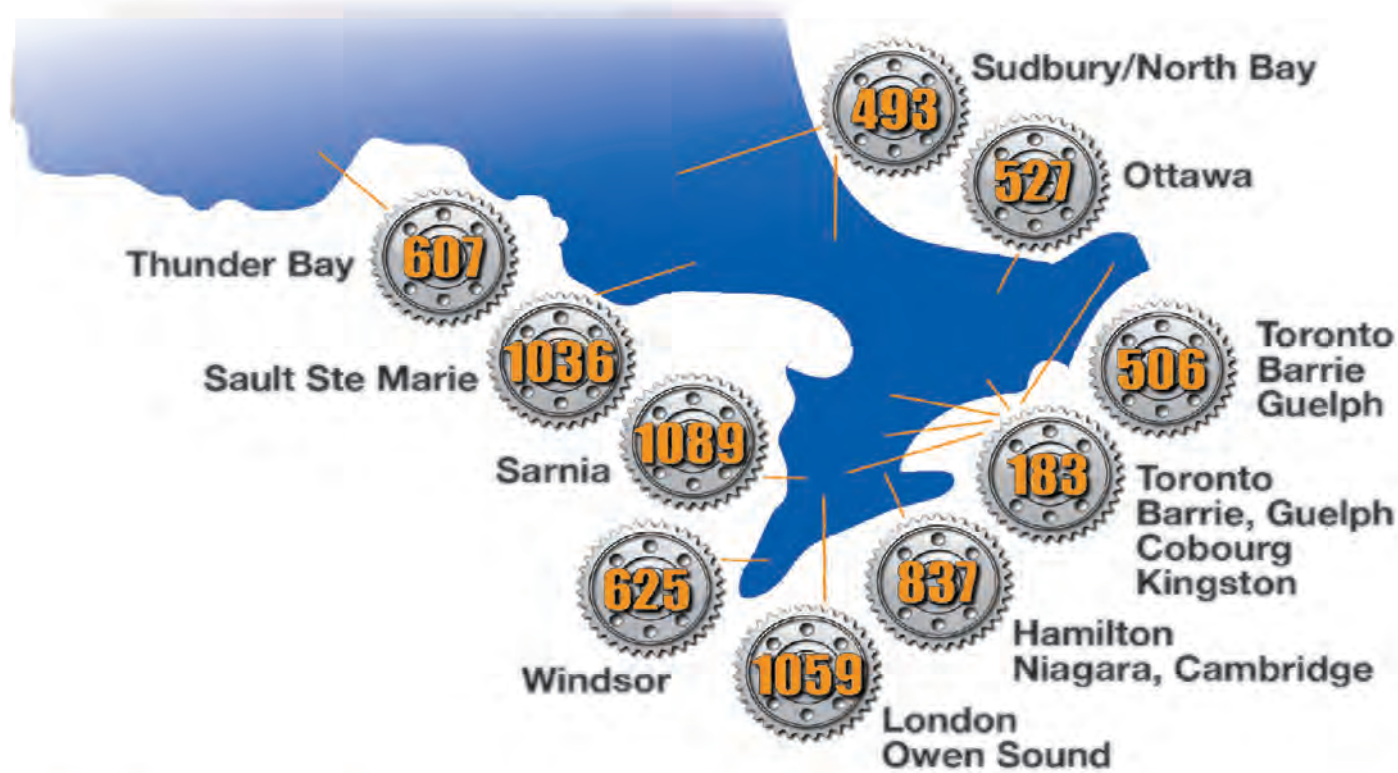 493
Sudbury/North Bay
527
Ottawa
607
Thunder Bay
1036
Sault Ste Marie
506
Toronto
Barrie
Guelph
1089
Sarnia
183
Toronto
Barrie, Guelph
Cobourg
Kingston
625
Windsor
837
Hamilton
Niagara, Cambridge
1059
London
Owen Sound